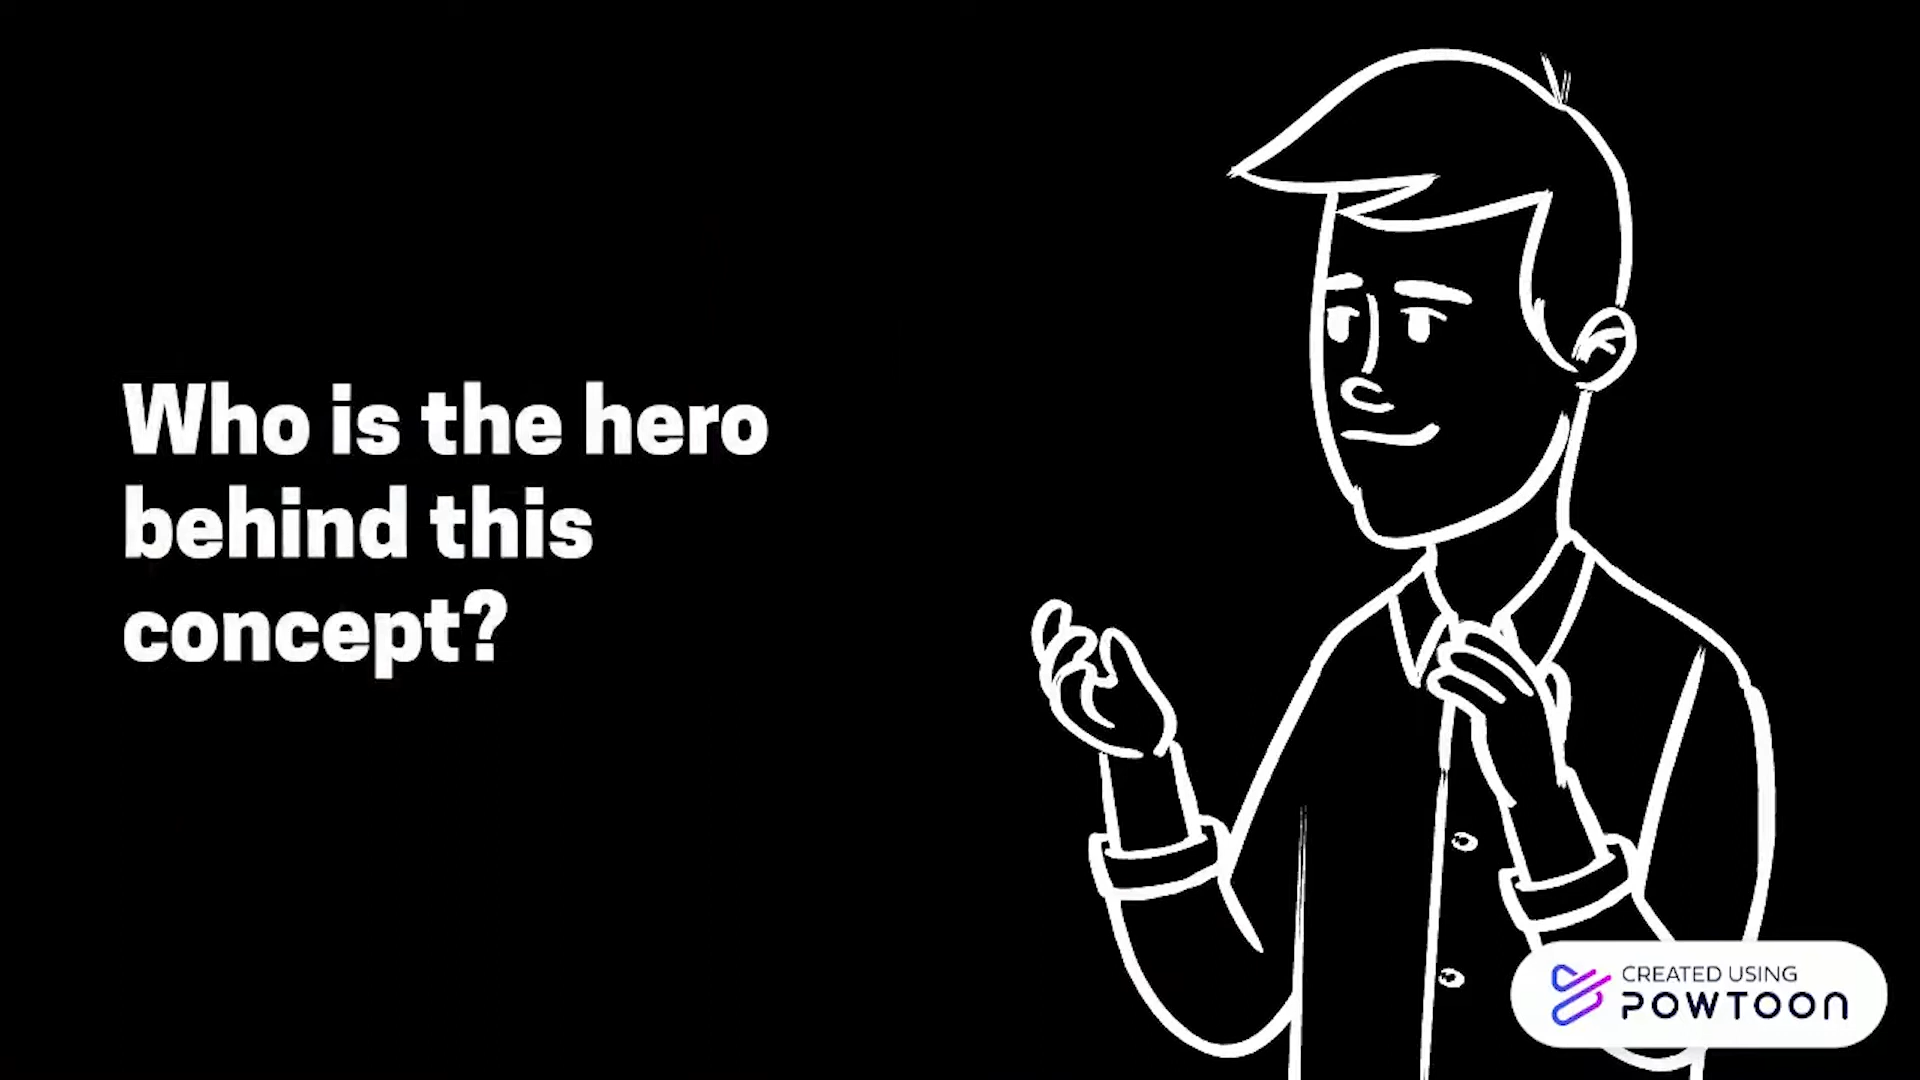 Who is the hero
behind this
concept?
CREATED USING
POWTOON